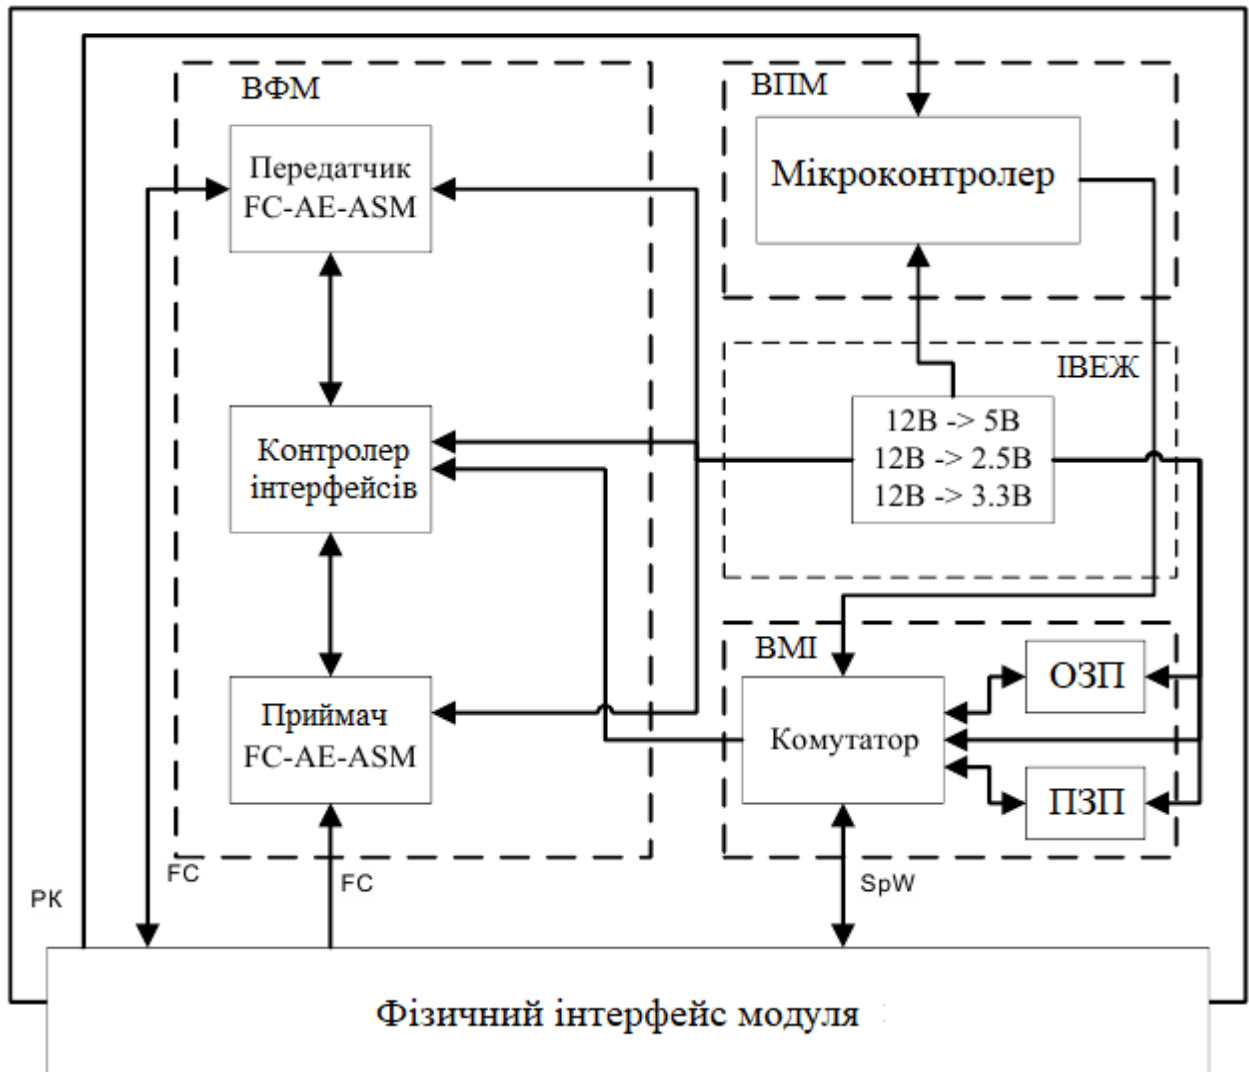 ВФМ
Передатчик
FC-AE-ASM
Контролер
інтерфейсів
Приймач
FC-AE-ASM
ВПМ
Мікроконтролер
ІВЕЖ
12В -> 5В
12В -> 2.5В
12В -> 3.3В
ВМІ
ОЗП
Комутатор
ПЗП
РК
FC
FC
SpW
Фізичний інтерфейс модуля